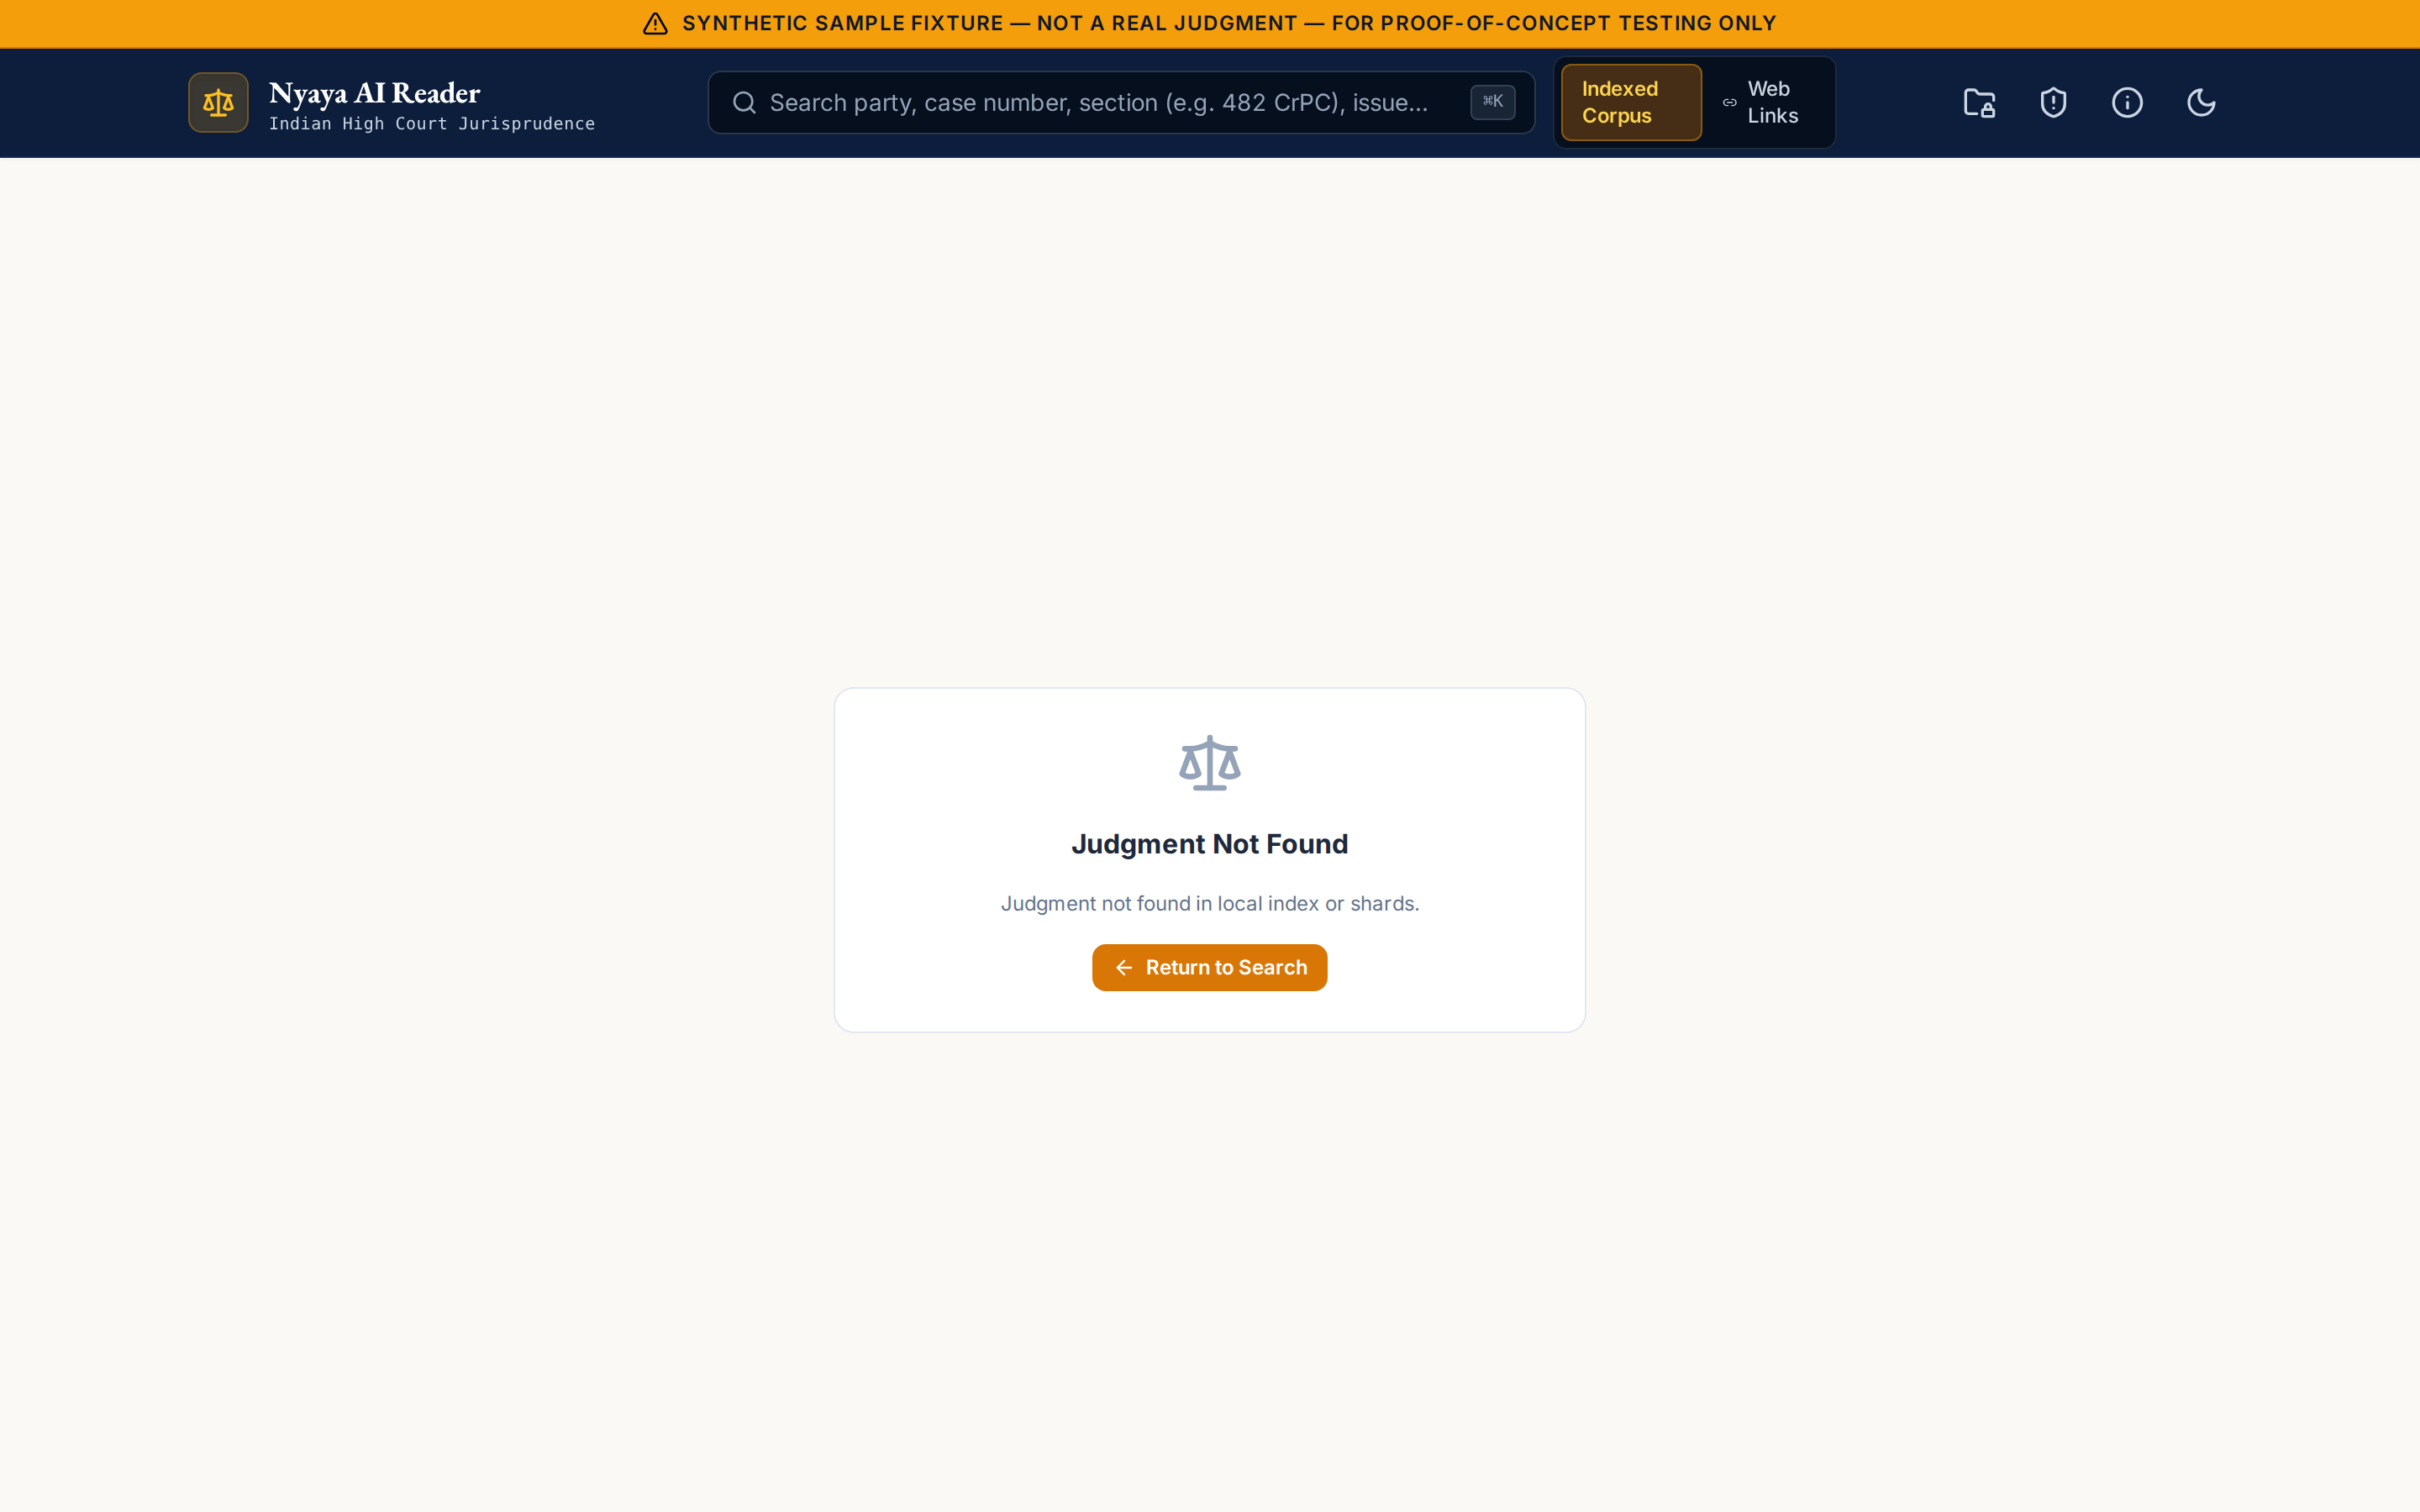 SYNTHETIC SAMPLE FIXTURE — NOT A REAL JUDGMENT — FOR PROOF-OF-CONCEPT TESTING ONLY
Nyaya AI Reader
Indian High Court Jurisprudence
Search party, case number, section (e.g. 482 CrPC), issue...
⌘K
Indexed
Corpus
Web
Links
Judgment Not Found
Judgment not found in local index or shards.
Return to Search